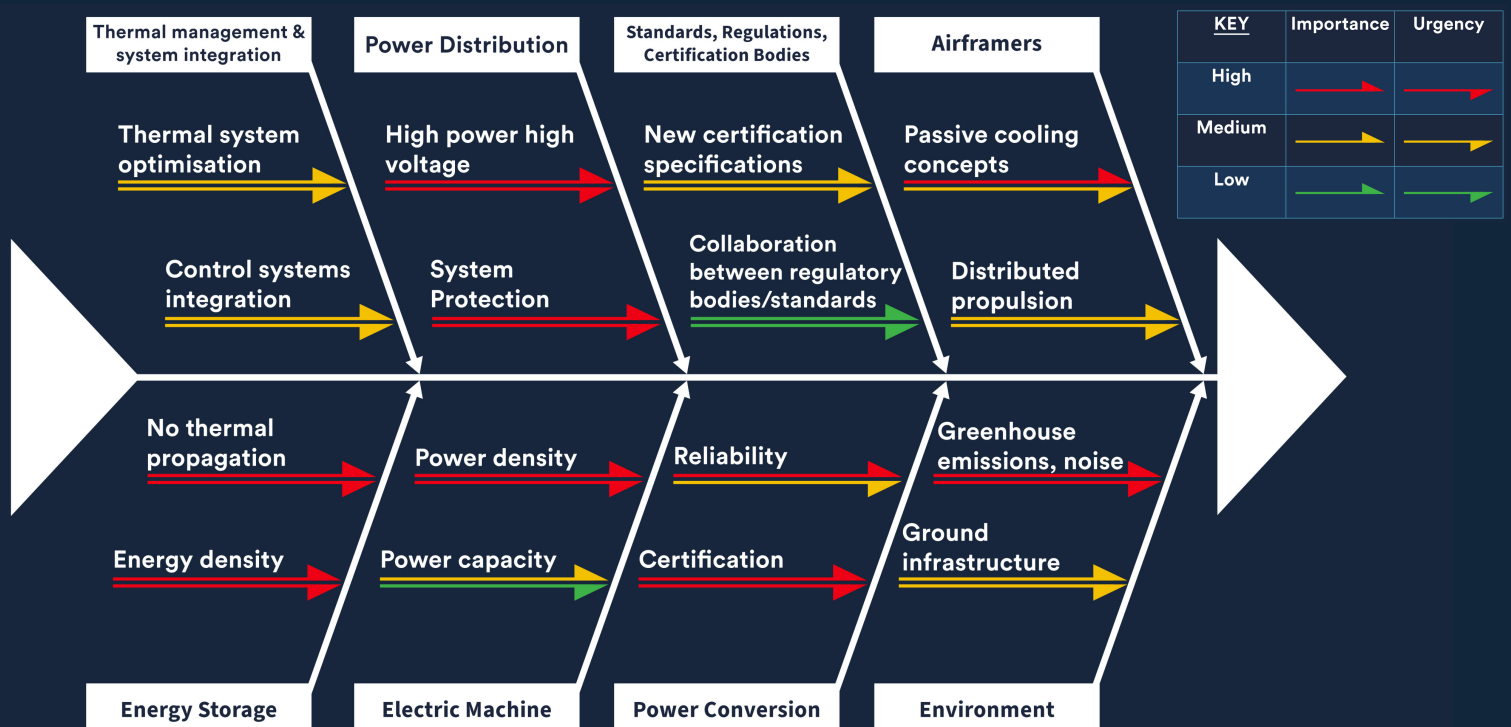 Thermal management &
system integration
Power Distribution
Standards, Regulations,
Certification Bodies
Airframers
KEY
Importance
Urgency
High
Medium
Low
Thermal system
optimisation
High power high
voltage
New certification
specifications
Passive cooling
concepts
Control systems
integration
System
Protection
Collaboration
between regulatory
bodies/standards
Distributed
propulsion
No thermal
propagation
Power density
Reliability
Greenhouse
emissions, noise
Energy density
Power capacity
Certification
Ground
infrastructure
Energy Storage
Electric Machine
Power Conversion
Environment